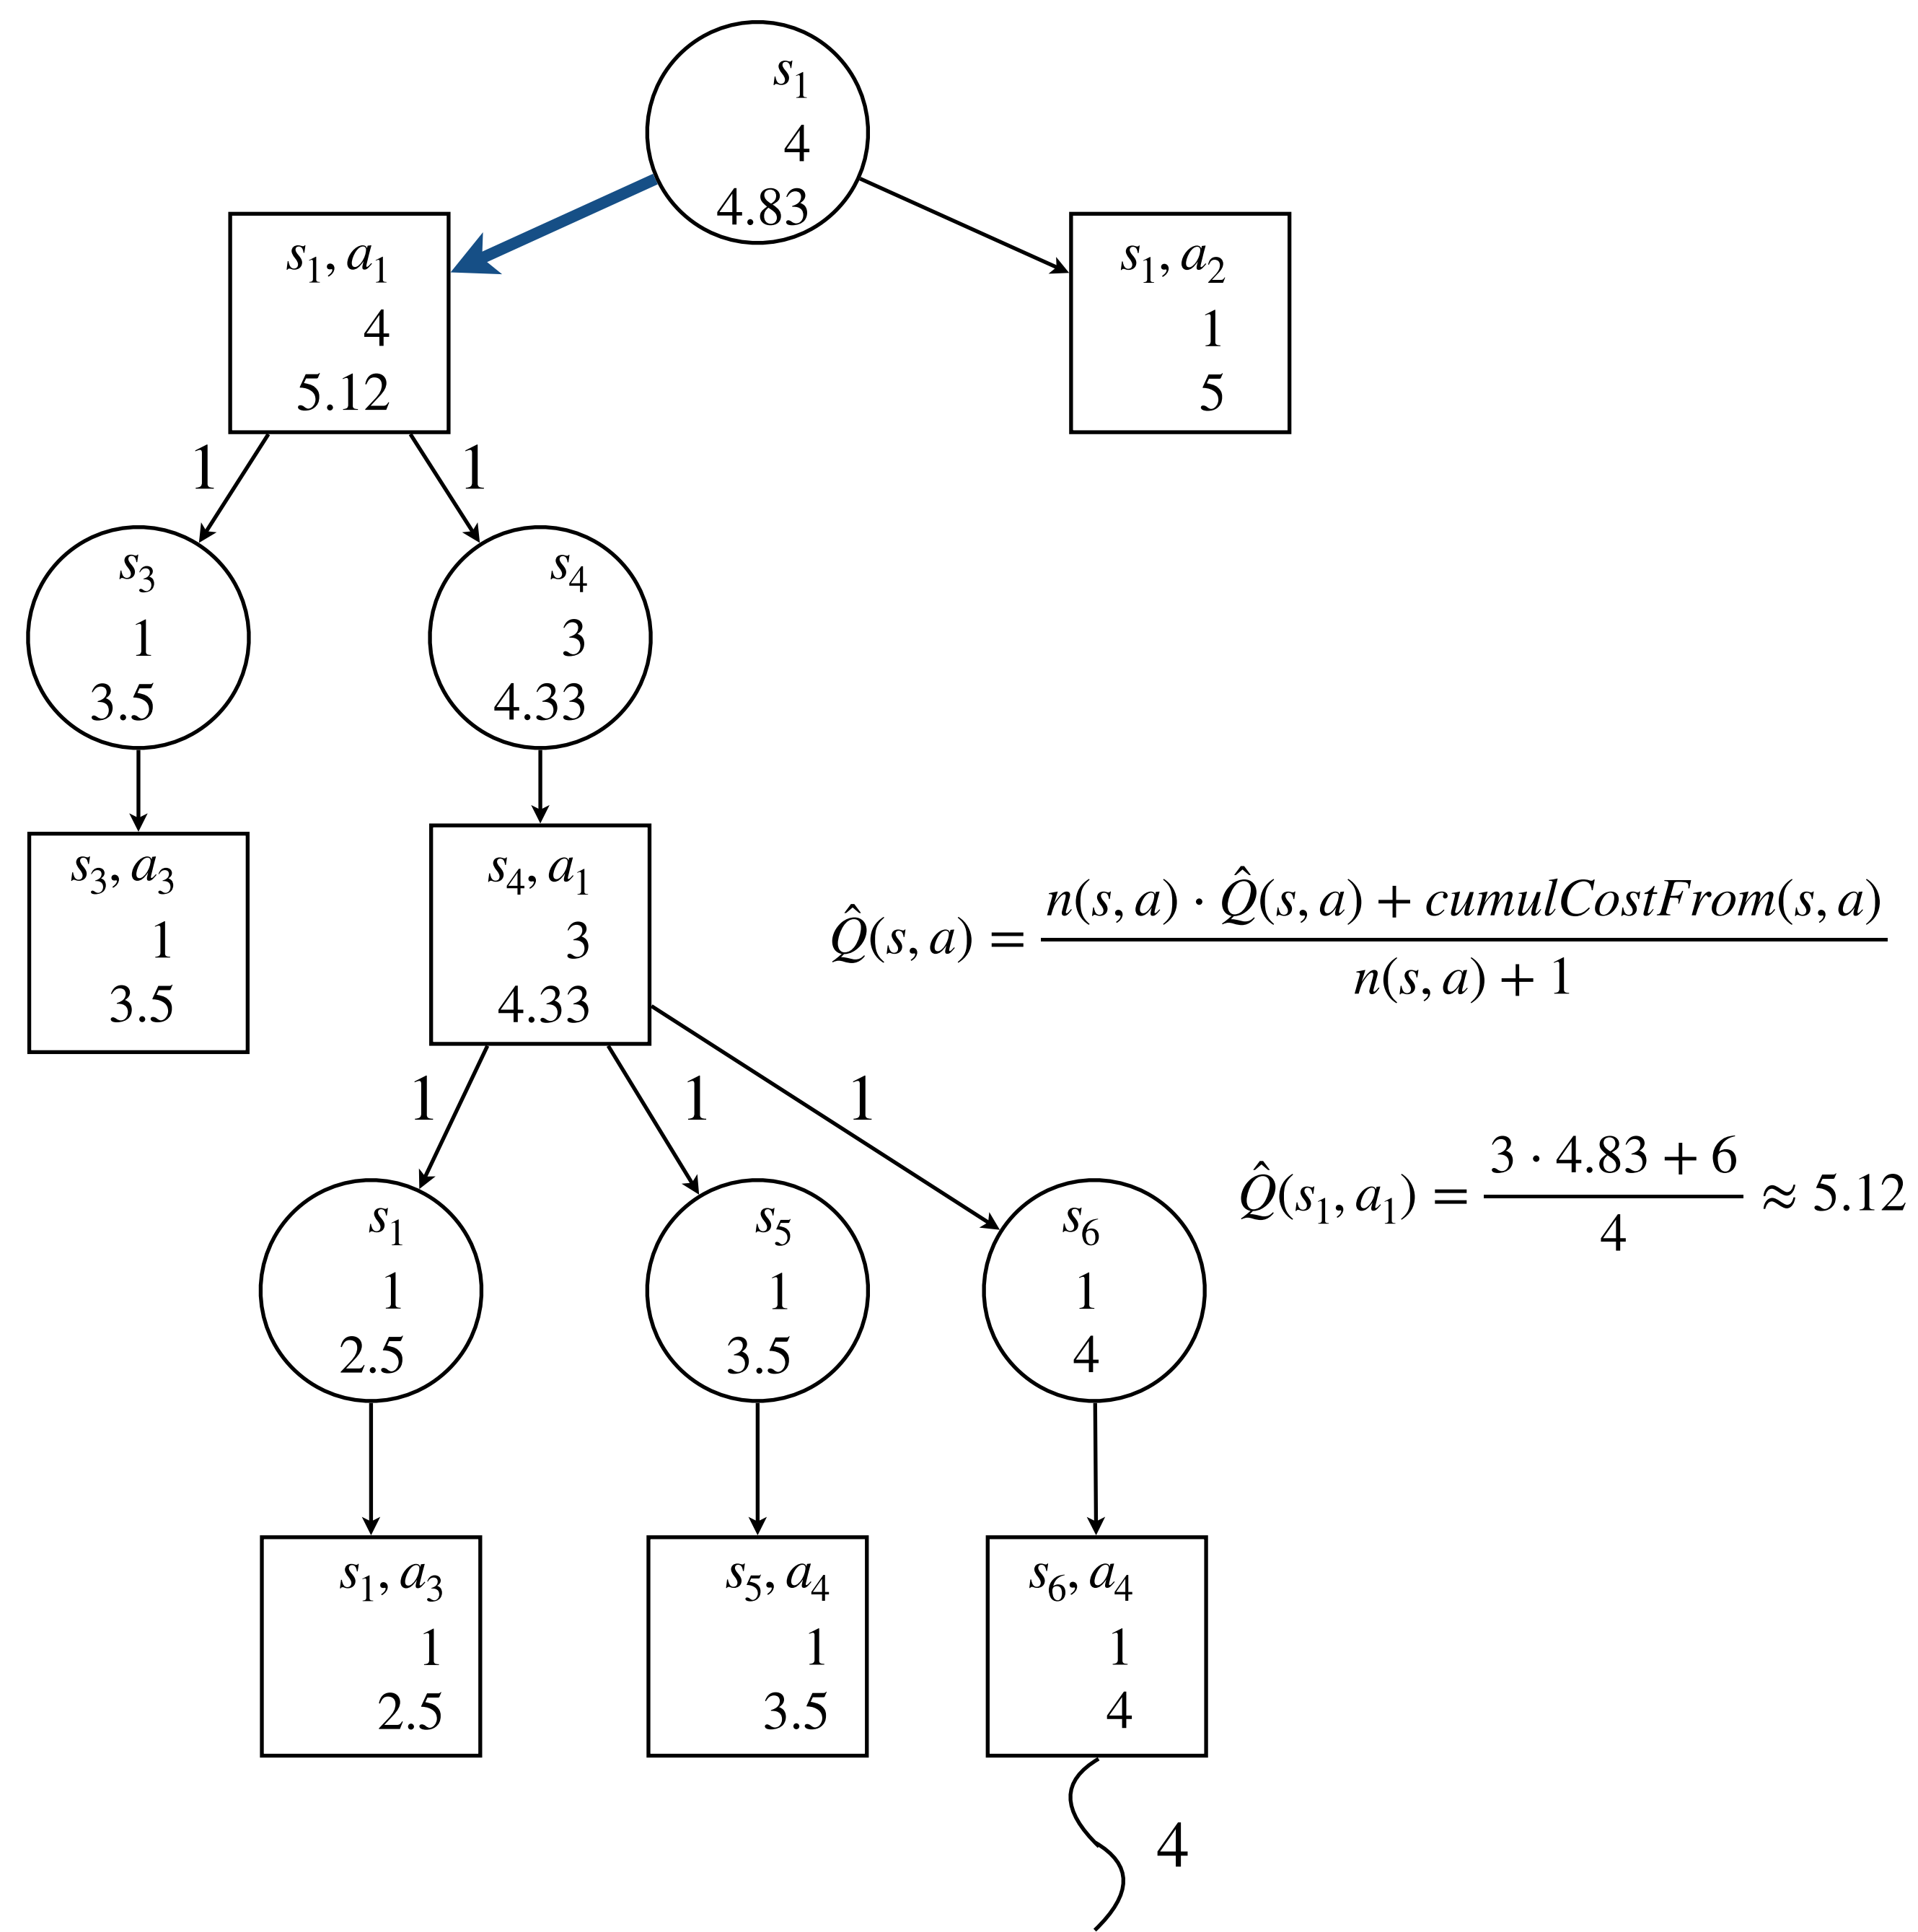 s₁
4
4.83
s₁, a₁
4
5.12
s₁, a₂
1
5
1
1
s₃
1
3.5
s₄
3
4.33
s₃, a₃
1
3.5
s₄, a₁
3
4.33
Q̂(s, a) = (n(s, a) · Q̂(s, a) + cumulCostFrom(s, a)) / (n(s, a) + 1)
1
1
1
s₁
1
2.5
s₅
1
3.5
s₆
1
4
Q̂(s₁, a₁) = (3 · 4.83 + 6) / 4 ≈ 5.12
s₁, a₃
1
2.5
s₅, a₄
1
3.5
s₆, a₄
1
4
4